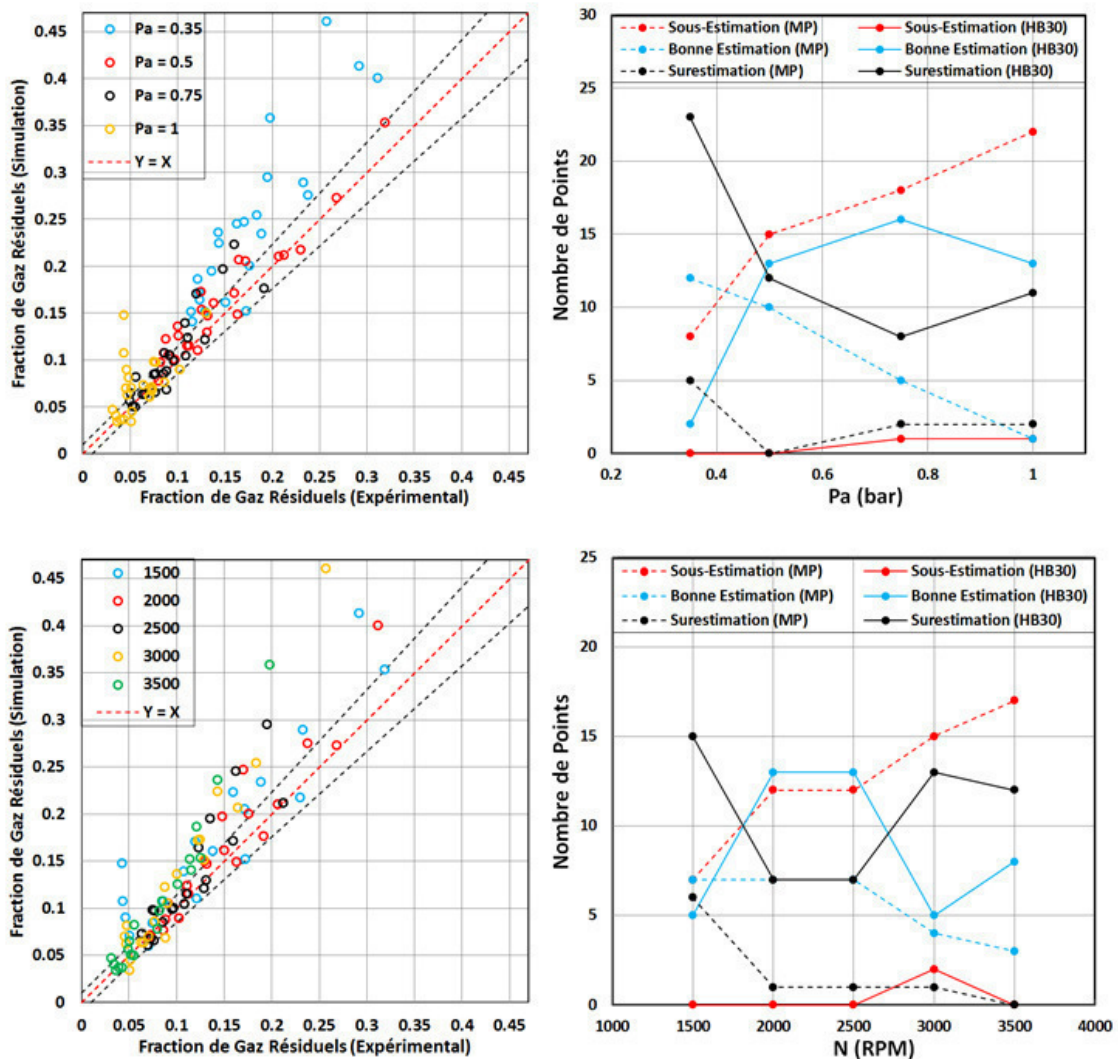 Fraction de Gaz Résiduels (Simulation)
0.45
0.4
0.35
0.3
0.25
0.2
0.15
0.1
0.05
0
Pa = 0.35
Pa = 0.5
Pa = 0.75
Pa = 1
Y = X
0 0.05 0.1 0.15 0.2 0.25 0.3 0.35 0.4 0.45
Fraction de Gaz Résiduels (Expérimental)
Nombre de Points
30
25
20
15
10
5
0
Sous-Estimation (MP) Sous-Estimation (HB30)
Bonne Estimation (MP) Bonne Estimation (HB30)
Surestimation (MP) Surestimation (HB30)
0.2 0.4 0.6 0.8 1
Pa (bar)
Fraction de Gaz Résiduels (Simulation)
0.45
0.4
0.35
0.3
0.25
0.2
0.15
0.1
0.05
0
1500
2000
2500
3000
3500
Y = X
0 0.05 0.1 0.15 0.2 0.25 0.3 0.35 0.4 0.45
Fraction de Gaz Résiduels (Expérimental)
Nombre de Points
25
20
15
10
5
0
Sous-Estimation (MP) Sous-Estimation (HB30)
Bonne Estimation (MP) Bonne Estimation (HB30)
Surestimation (MP) Surestimation (HB30)
1000 1500 2000 2500 3000 3500 4000
N (RPM)